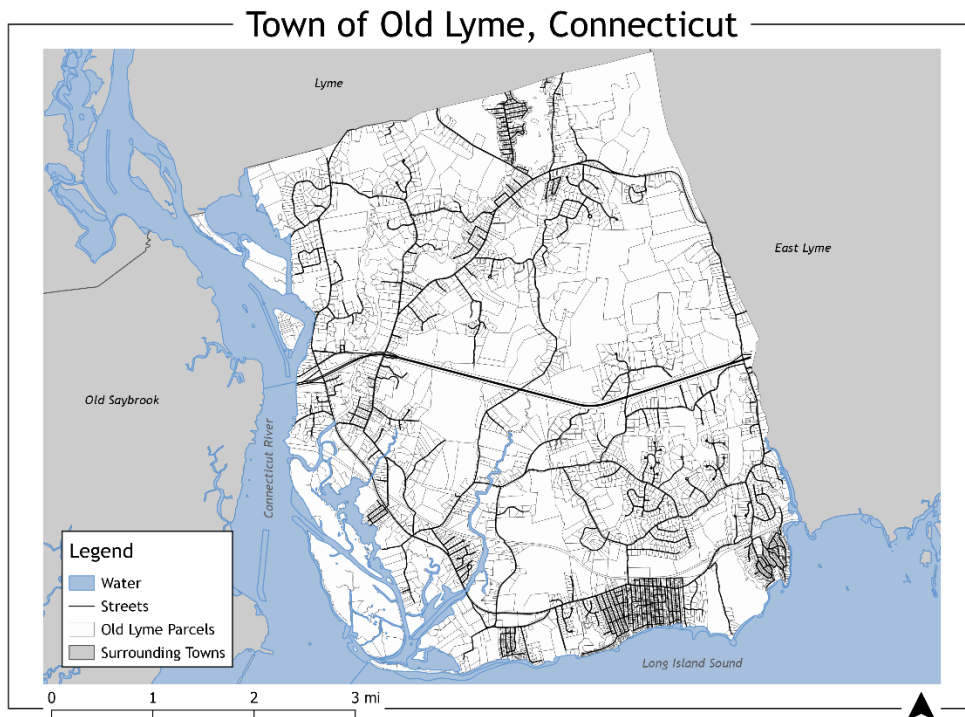 Town of Old Lyme, Connecticut
Lyme
East Lyme
Old Saybrook
Connecticut River
Legend
Water
Streets
Old Lyme Parcels
Surrounding Towns
Long Island Sound
0 1 2 3 mi